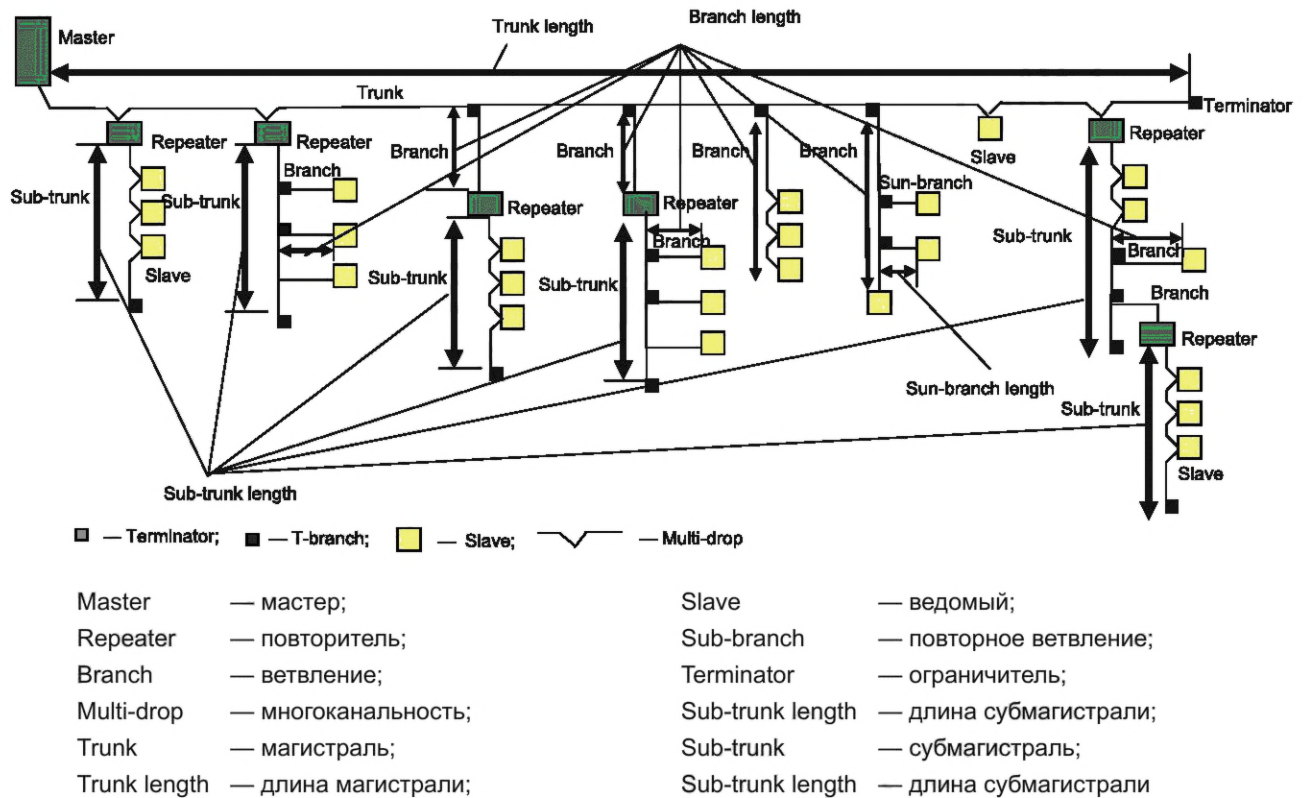 Branch length
Trunk length
Master
Trunk
Terminator
Repeater
Repeater
Branch
Branch
Branch
Branch
Slave
Repeater
Sub-trunk
Sub-trunk
Branch
Sun-branch
Repeater
Repeater
Branch
Sub-trunk
Branch
Slave
Sub-trunk
Sub-trunk
Branch
Repeater
Sun-branch length
Sub-trunk
Slave
Sub-trunk length
— Terminator; — T-branch; — Slave; — Multi-drop
Master — мастер;
Repeater — повторитель;
Branch — ветвление;
Multi-drop — многоканальность;
Trunk — магистраль;
Trunk length — длина магистрали;
Slave — ведомый;
Sub-branch — повторное ветвление;
Terminator — ограничитель;
Sub-trunk length — длина субмагистрали;
Sub-trunk — субмагистраль;
Sub-trunk length — длина субмагистрали